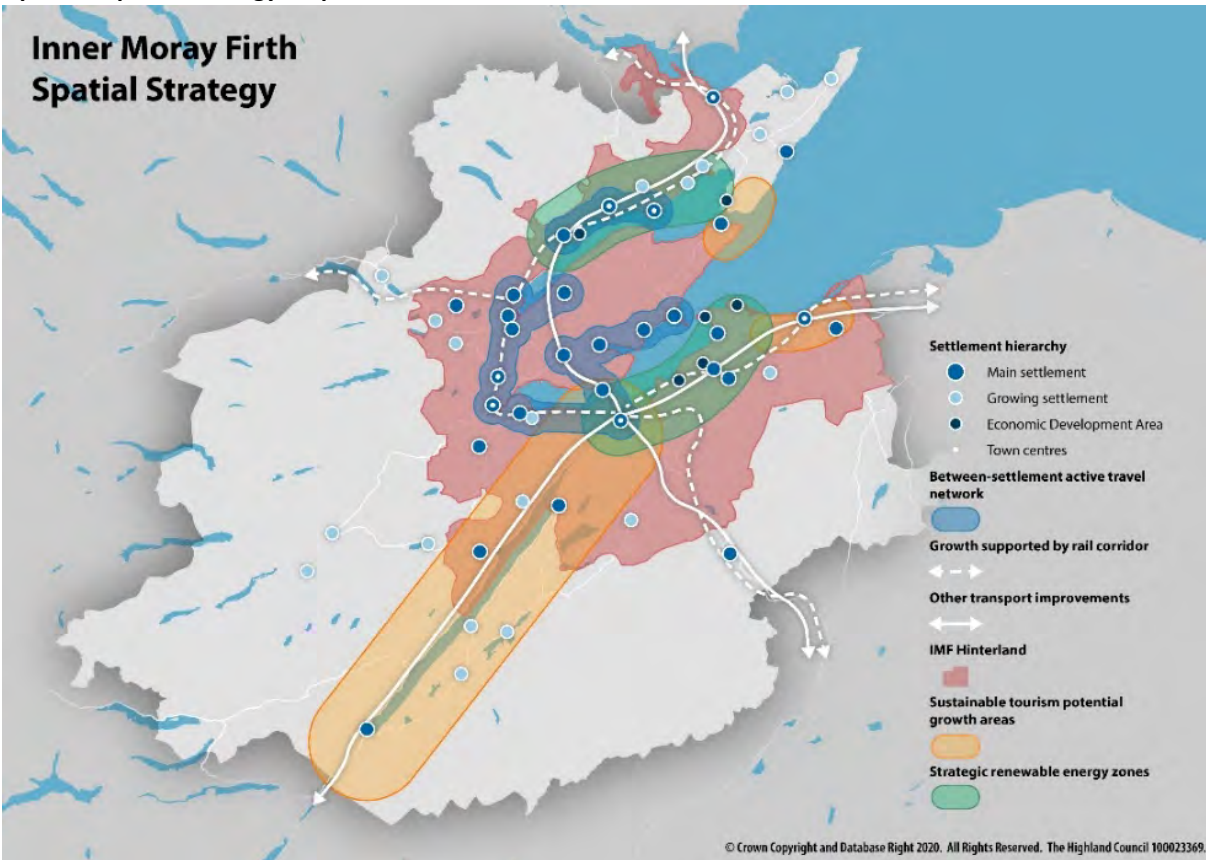 Inner Moray Firth
Spatial Strategy
Settlement hierarchy
Main settlement
Growing settlement
Economic Development Area
Town centres
Between-settlement active travel
network
Growth supported by rail corridor
Other transport improvements
IMF Hinterland
Sustainable tourism potential
growth areas
Strategic renewable energy zones
© Crown Copyright and Database Right 2020. All Rights Reserved. The Highland Council 100023369.